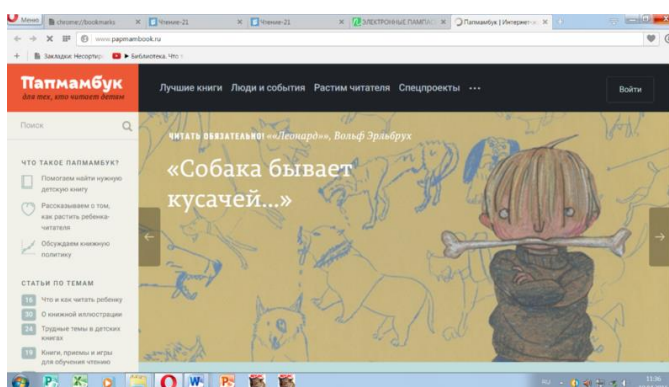 Меню
chrome://bookmarks
Чтение-21
Чтение-21
ЭЛЕКТРОННЫЕ ПАМПАС
Папмамбук | Интернет-
www.papmambook.ru
Закладки: Несортир
Библиотека. Что
Папмамбук
для тех, кто читает детям
Лучшие книги
Люди и события
Растим читателя
Спецпроекты
Войти
Поиск
ЧТО ТАКОЕ ПАПМАМБУК?
Помогаем найти нужную
детскую книгу
Рассказываем о том,
как растить ребенка-
читателя
Обсуждаем книжную
политику
СТАТЬИ ПО ТЕМАМ
16 Что и как читать ребенку
30 О книжной иллюстрации
24 Трудные темы в детских
книгах
Книги, приемы и игры
для обучения чтению
ЧИТАТЬ ОБЯЗАТЕЛЬНО! ««Леонард»», Вольф Эрльбрух
«Собака бывает
кусачей...»
RU
11:36